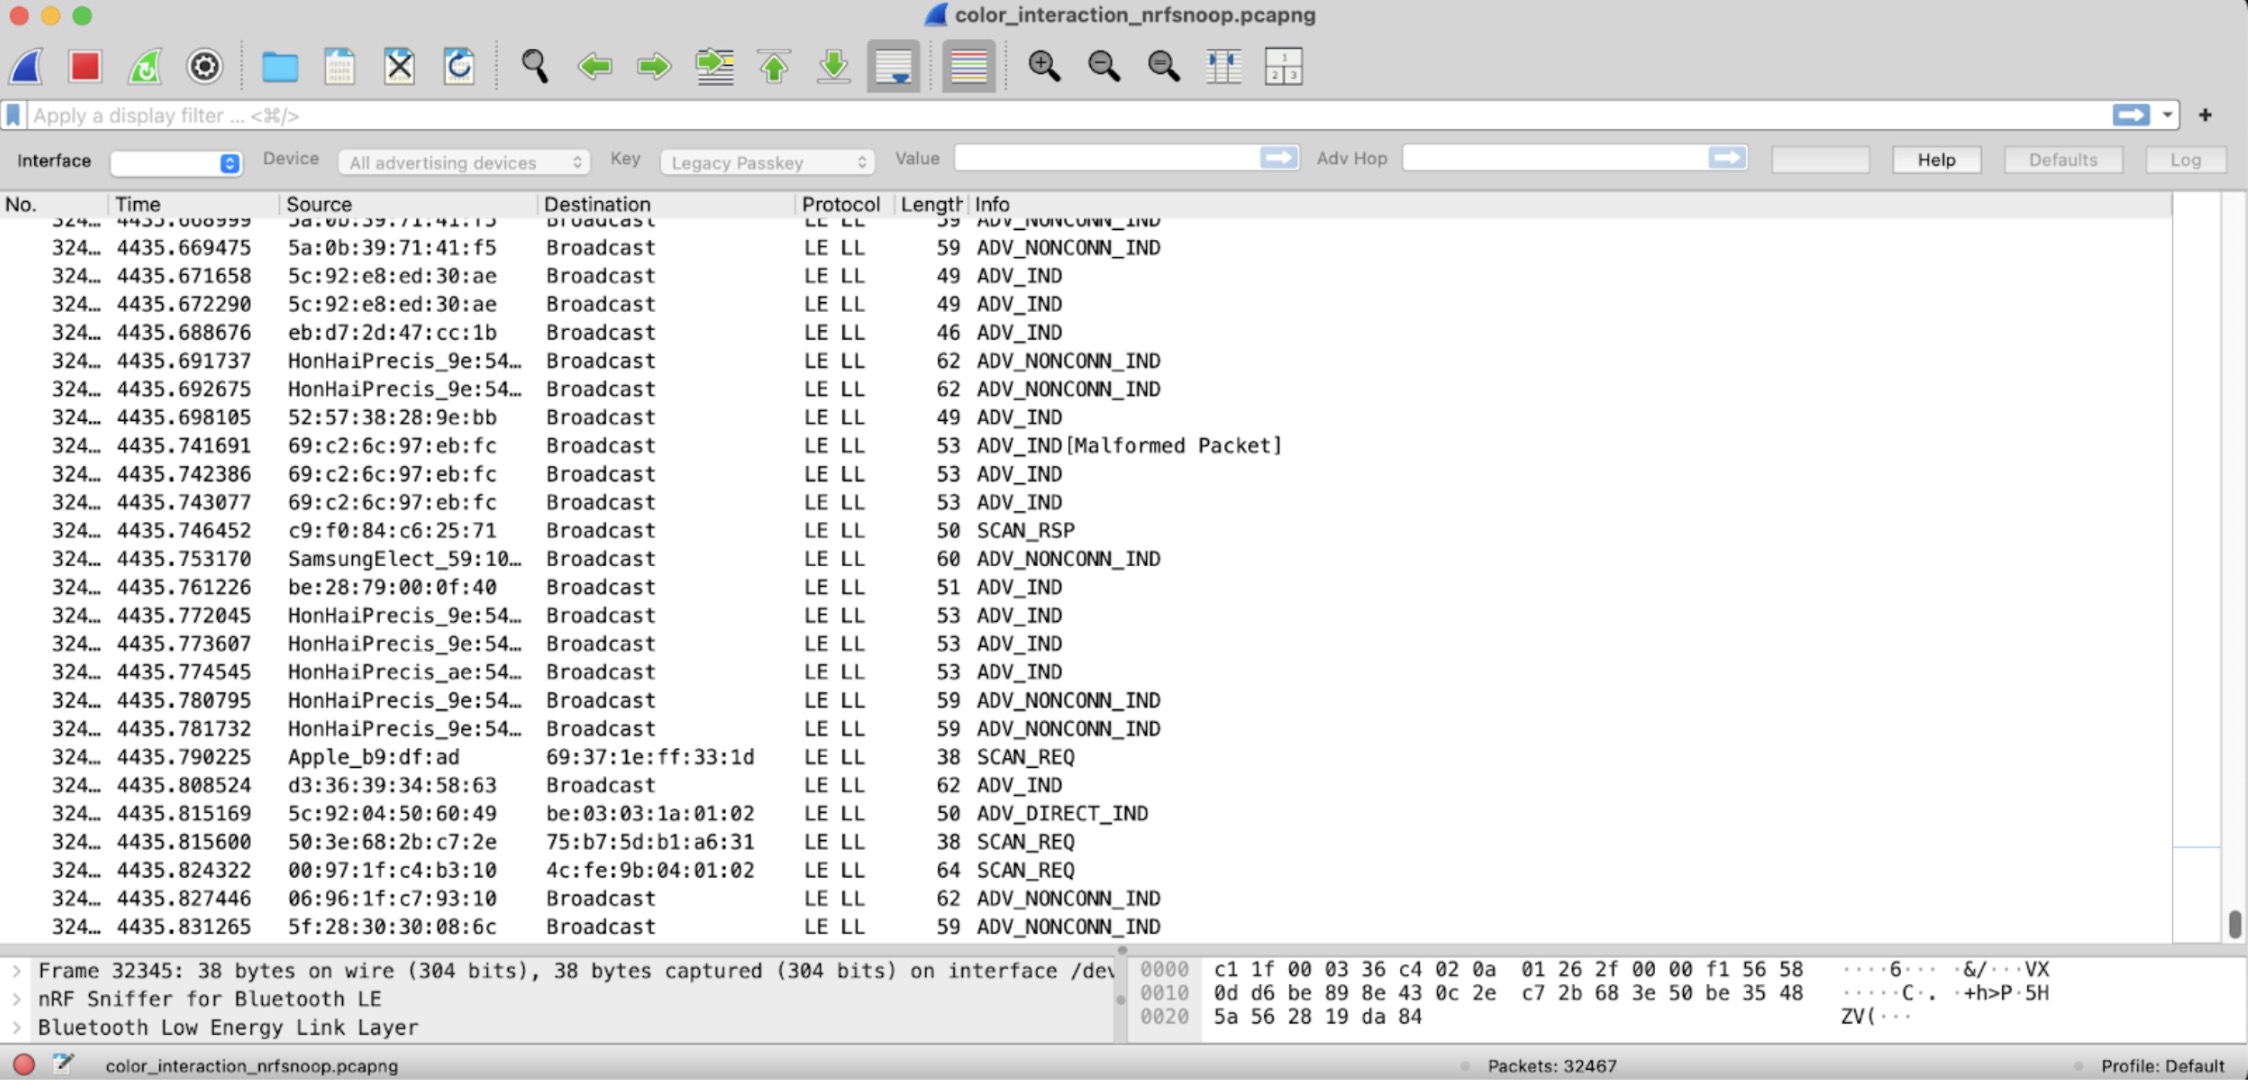 color_interaction_nrfsnoop.pcapng
Apply a display filter ... <⌘/>
+
Interface Device All advertising devices Key Legacy Passkey Value Adv Hop Help Defaults Log
No. Time Source Destination Protocol Length Info
324… 4435.668999 5a:0b:39:71:41:f5 Broadcast LE LL 59 ADV_NONCONN_IND
324… 4435.669475 5a:0b:39:71:41:f5 Broadcast LE LL 59 ADV_NONCONN_IND
324… 4435.671658 5c:92:e8:ed:30:ae Broadcast LE LL 49 ADV_IND
324… 4435.672290 5c:92:e8:ed:30:ae Broadcast LE LL 49 ADV_IND
324… 4435.688676 eb:d7:2d:47:cc:1b Broadcast LE LL 46 ADV_IND
324… 4435.691737 HonHaiPrecis_9e:54… Broadcast LE LL 62 ADV_NONCONN_IND
324… 4435.692675 HonHaiPrecis_9e:54… Broadcast LE LL 62 ADV_NONCONN_IND
324… 4435.698105 52:57:38:28:9e:bb Broadcast LE LL 49 ADV_IND
324… 4435.741691 69:c2:6c:97:eb:fc Broadcast LE LL 53 ADV_IND[Malformed Packet]
324… 4435.742386 69:c2:6c:97:eb:fc Broadcast LE LL 53 ADV_IND
324… 4435.743077 69:c2:6c:97:eb:fc Broadcast LE LL 53 ADV_IND
324… 4435.746452 c9:f0:84:c6:25:71 Broadcast LE LL 50 SCAN_RSP
324… 4435.753170 SamsungElect_59:10… Broadcast LE LL 60 ADV_NONCONN_IND
324… 4435.761226 be:28:79:00:0f:40 Broadcast LE LL 51 ADV_IND
324… 4435.772045 HonHaiPrecis_9e:54… Broadcast LE LL 53 ADV_IND
324… 4435.773607 HonHaiPrecis_9e:54… Broadcast LE LL 53 ADV_IND
324… 4435.774545 HonHaiPrecis_ae:54… Broadcast LE LL 53 ADV_IND
324… 4435.780795 HonHaiPrecis_9e:54… Broadcast LE LL 59 ADV_NONCONN_IND
324… 4435.781732 HonHaiPrecis_9e:54… Broadcast LE LL 59 ADV_NONCONN_IND
324… 4435.790225 Apple_b9:df:ad 69:37:1e:ff:33:1d LE LL 38 SCAN_REQ
324… 4435.808524 d3:36:39:34:58:63 Broadcast LE LL 62 ADV_IND
324… 4435.815169 5c:92:04:50:60:49 be:03:03:1a:01:02 LE LL 50 ADV_DIRECT_IND
324… 4435.815600 50:3e:68:2b:c7:2e 75:b7:5d:b1:a6:31 LE LL 38 SCAN_REQ
324… 4435.824322 00:97:1f:c4:b3:10 4c:fe:9b:04:01:02 LE LL 64 SCAN_REQ
324… 4435.827446 06:96:1f:c7:93:10 Broadcast LE LL 62 ADV_NONCONN_IND
324… 4435.831265 5f:28:30:30:08:6c Broadcast LE LL 59 ADV_NONCONN_IND
Frame 32345: 38 bytes on wire (304 bits), 38 bytes captured (304 bits) on interface /dev
nRF Sniffer for Bluetooth LE
Bluetooth Low Energy Link Layer
0000 c1 1f 00 03 36 c4 02 0a 01 26 2f 00 00 f1 56 58 ····6··· ·&/···VX
0010 0d d6 be 89 8e 43 0c 2e c7 2b 68 3e 50 be 35 48 ·····C·. ·+h>P·5H
0020 5a 56 28 19 da 84 ZV(···
color_interaction_nrfsnoop.pcapng Packets: 32467 Profile: Default